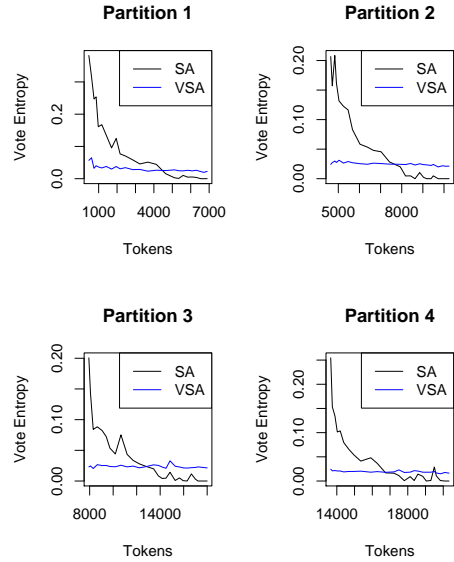 Partition 1
Vote Entropy
0.0
0.2
SA
VSA
1000
4000
7000
Tokens
Partition 2
Vote Entropy
0.00
0.10
0.20
SA
VSA
5000
8000
Tokens
Partition 3
Vote Entropy
0.00
0.10
0.20
SA
VSA
8000
14000
Tokens
Partition 4
Vote Entropy
0.00
0.10
0.20
SA
VSA
14000
18000
Tokens